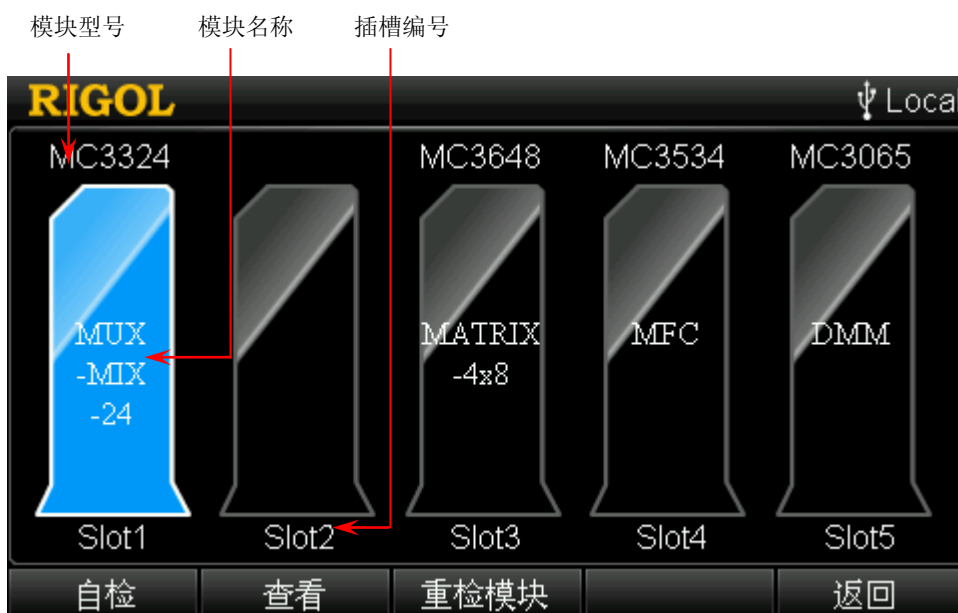 模块型号 模块名称 插槽编号
RIGOL Local
MC3324 MC3648 MC3534 MC3065
MUX MATRIX MFC DMM
-MIX -4x8
-24
Slot1 Slot2 Slot3 Slot4 Slot5
自检 查看 重检模块 返回